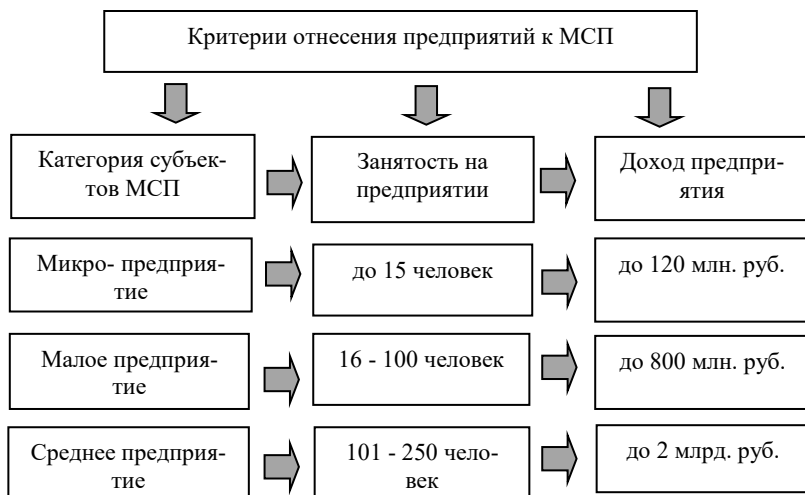 Критерии отнесения предприятий к МСП
Категория субъек-
тов МСП
Занятость на
предприятии
Доход предпри-
ятия
Микро- предприя-
тие
до 15 человек
до 120 млн. руб.
Малое предприя-
тие
16 - 100 человек
до 800 млн. руб.
Среднее предприя-
тие
101 - 250 чело-
век
до 2 млрд. руб.